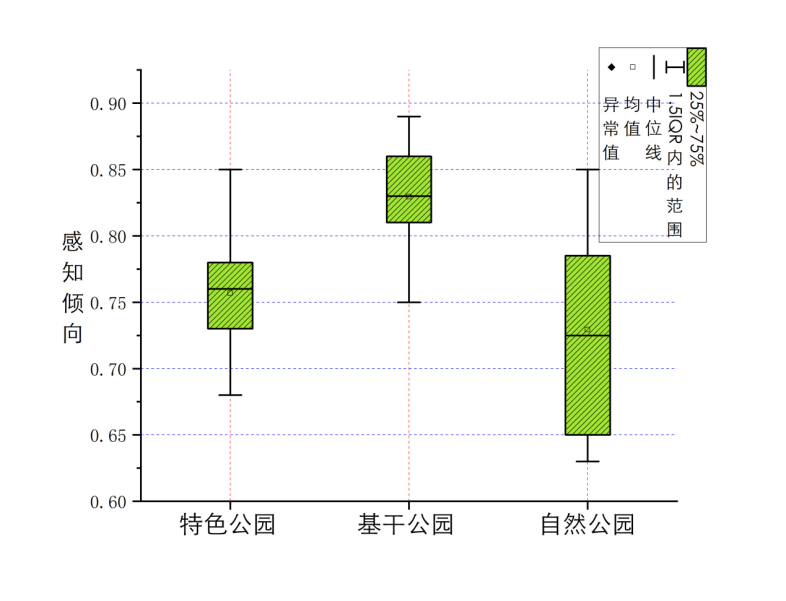 25%~75%
1.5IQR内的范围
中位线
均值
异常值
感知倾向
0.90
0.85
0.80
0.75
0.70
0.65
0.60
特色公园
基干公园
自然公园